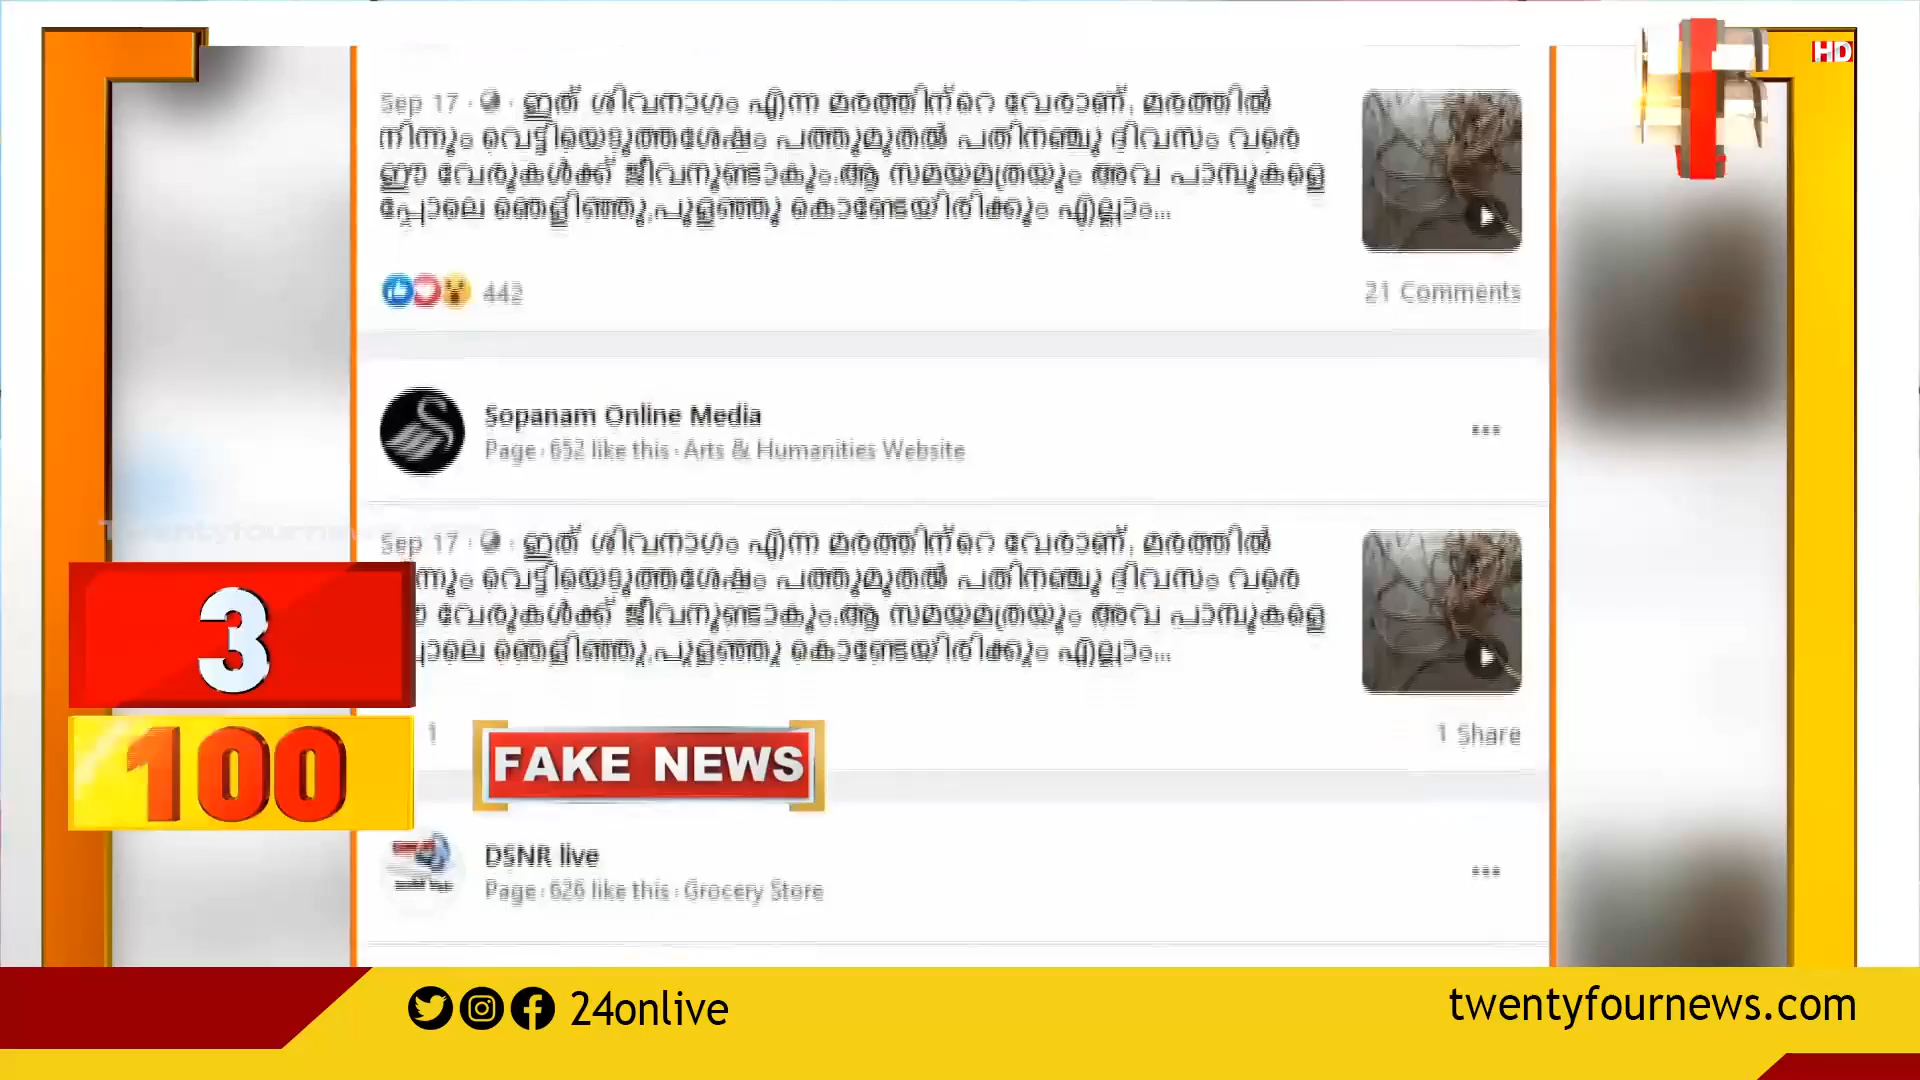 HD
Sep 17 · ഇത് ശിവനാഗം എന്ന മരത്തിന്റെ വേരാണ്, മരത്തിൽ
നിന്നും വെട്ടിയെടുത്തശേഷം പത്തുമുതൽ പതിനഞ്ചു ദിവസം വരെ
ഈ വേരുകൾക്ക് ജീവനുണ്ടാകും.ആ സമയമത്രയും അവ പാമ്പുകളെ
പ്പോലെ ഞെളിഞ്ഞു,പുളഞ്ഞു കൊണ്ടേയിരിക്കും എല്ലാം...
442
21 Comments
Sopanam Online Media
Page · 652 like this · Arts & Humanities Website
Twentyfournews
Sep 17 · ഇത് ശിവനാഗം എന്ന മരത്തിന്റെ വേരാണ്, മരത്തിൽ
ന്നും വെട്ടിയെടുത്തശേഷം പത്തുമുതൽ പതിനഞ്ചു ദിവസം വരെ
വേരുകൾക്ക് ജീവനുണ്ടാകും.ആ സമയമത്രയും അവ പാമ്പുകളെ
പ്പോലെ ഞെളിഞ്ഞു,പുളഞ്ഞു കൊണ്ടേയിരിക്കും എല്ലാം...
3
100
1
1 Share
FAKE NEWS
DSNR live
Page · 626 like this · Grocery Store
24onlive
twentyfournews.com